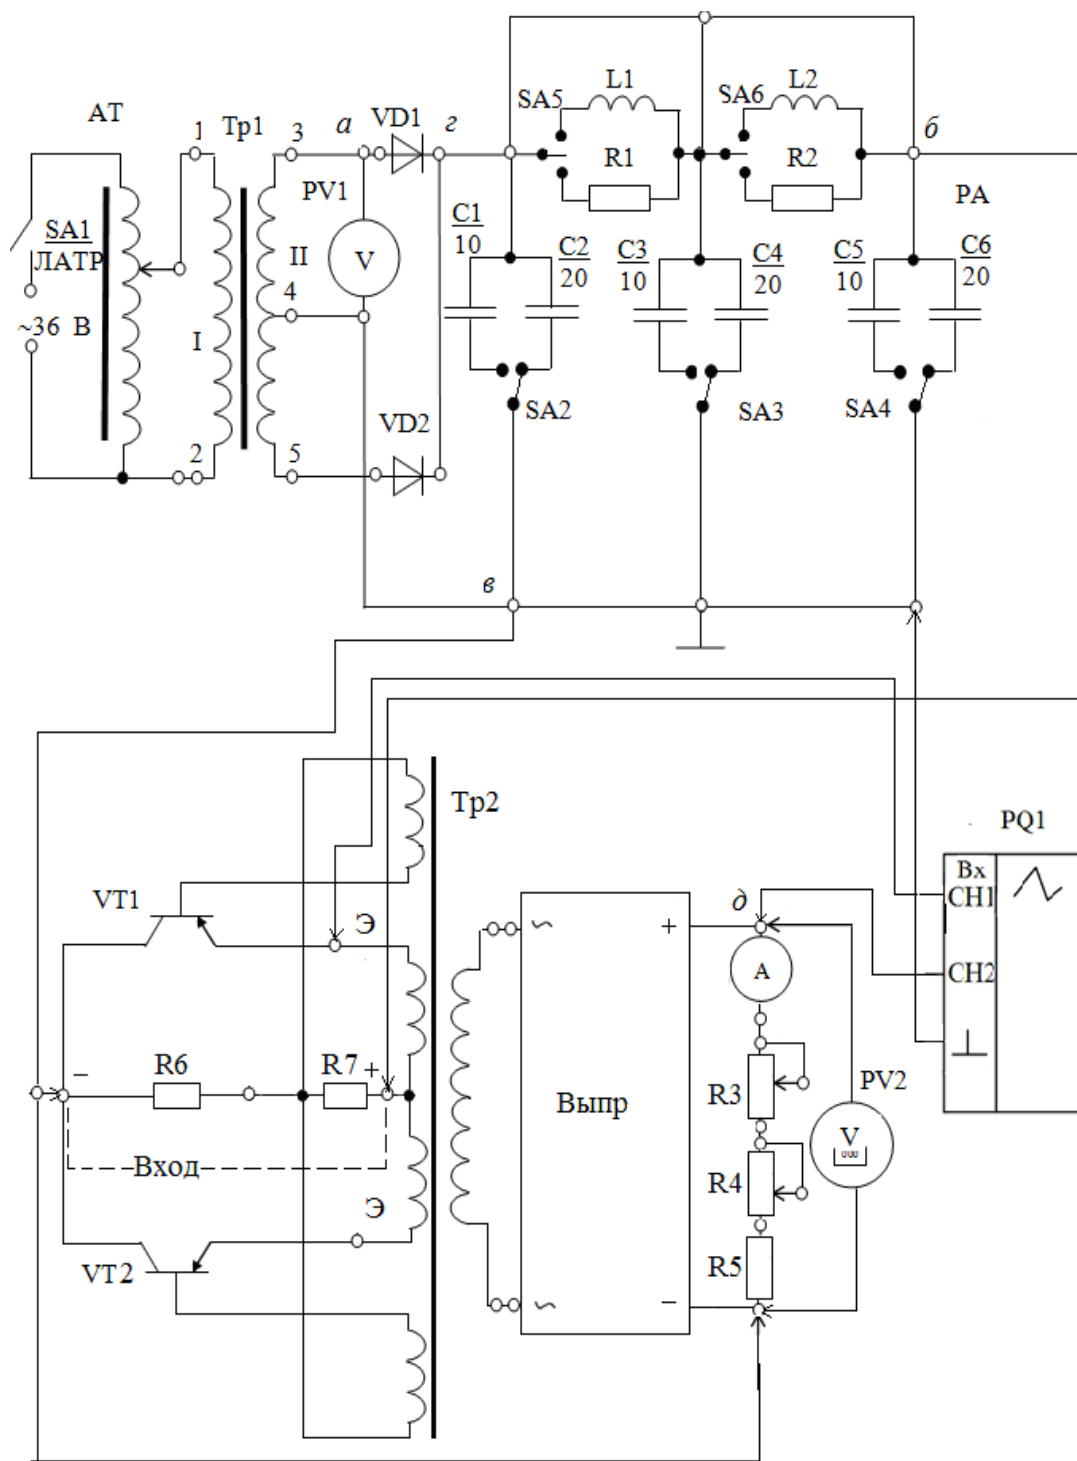 L1 L2
SA5 SA6
АТ 1 Тр1 3 а VD1 г б
R1 R2
PV1 РА
SA1
ЛАТР II V
C1
10
C2
20
C3
10
C4
20
C5
10
C6
20
4
~36 В I
SA2 SA3 SA4
VD2
2 5
в
Тр2
PQ1
Вх
CH1
VT1 Э д
A
CH2
– R6 R7 +
Выпр
R3 PV2
Вход
V
000
R4
Э
VT2 R5
~ +
~ –